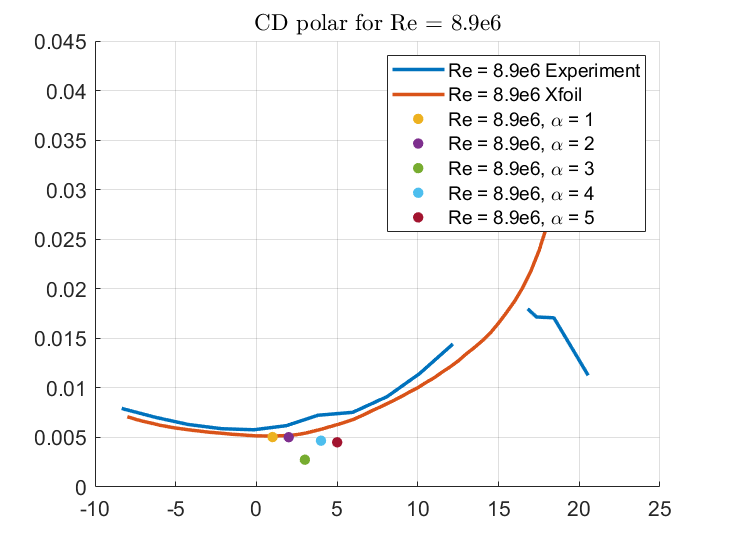 CD polar for Re = 8.9e6
0.045
0.04
0.035
0.03
0.025
0.02
0.015
0.01
0.005
0
-10 -5 0 5 10 15 20 25
Re = 8.9e6 Experiment
Re = 8.9e6 Xfoil
Re = 8.9e6, α = 1
Re = 8.9e6, α = 2
Re = 8.9e6, α = 3
Re = 8.9e6, α = 4
Re = 8.9e6, α = 5